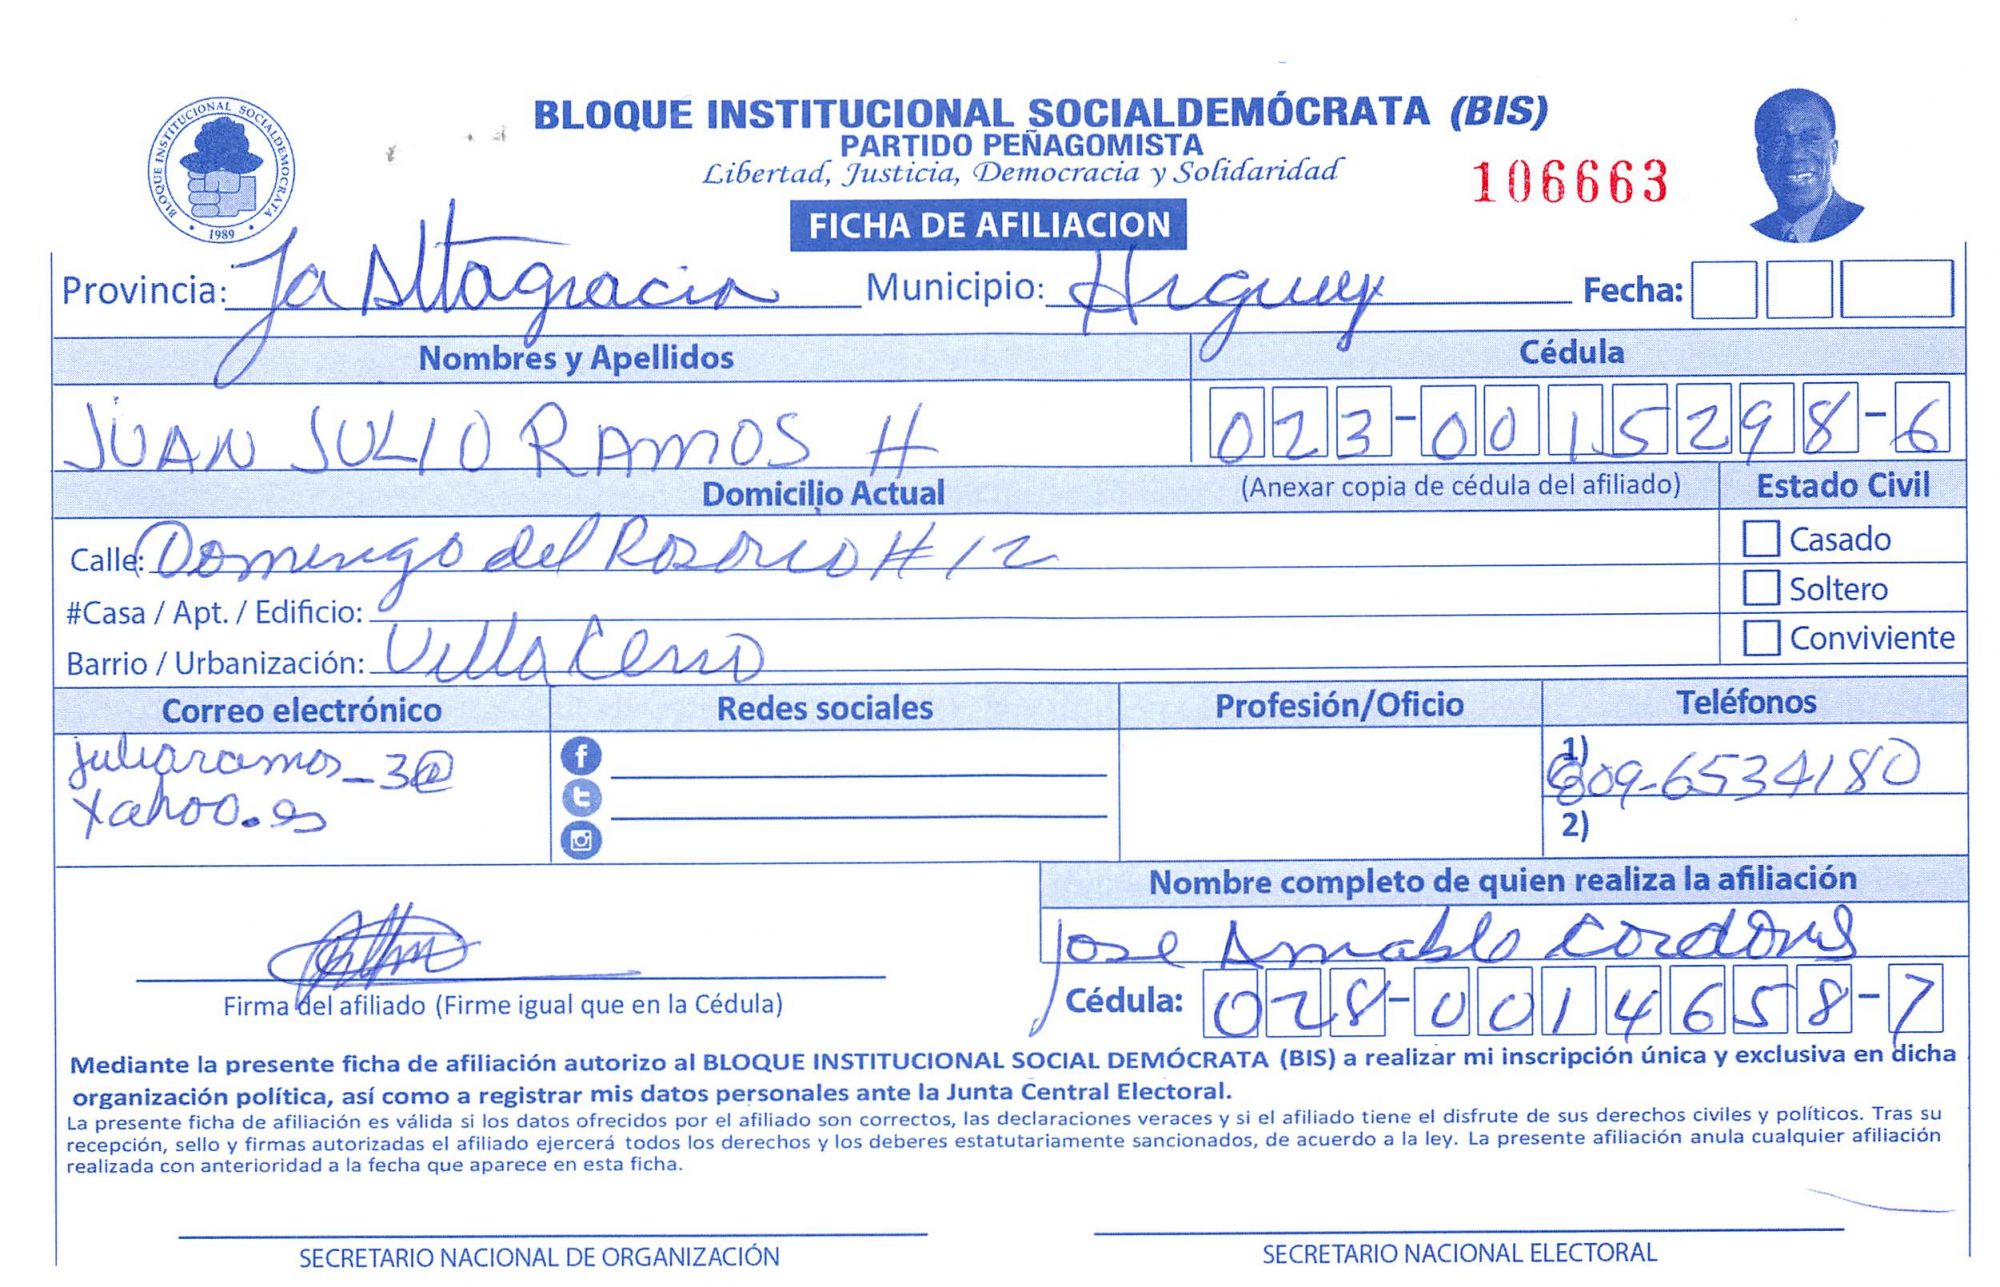 BLOQUE INSTITUCIONAL SOCIALDEMÓCRATA
1989
BLOQUE INSTITUCIONAL SOCIALDEMÓCRATA (BIS)
PARTIDO PEÑAGOMISTA
Libertad, Justicia, Democracia y Solidaridad
106663
FICHA DE AFILIACION
Provincia: La Altagracia Municipio: Higuey Fecha:
Nombres y Apellidos Cédula
JUAN JULIO RAMOS H 023-0015298-6
Domicilio Actual (Anexar copia de cédula del afiliado) Estado Civil
Calle: Domingo del Rosario # 12 Casado
#Casa / Apt. / Edificio: Soltero
Barrio / Urbanización: Villa Cerro Conviviente
Correo electrónico Redes sociales Profesión/Oficio Teléfonos
julioramos_3@ 1) 809-6534180
yahoo.es 2)
Nombre completo de quien realiza la afiliación
Jose Amable Cordones
Firma del afiliado (Firme igual que en la Cédula) Cédula: 028-0014658-7
Mediante la presente ficha de afiliación autorizo al BLOQUE INSTITUCIONAL SOCIAL DEMÓCRATA (BIS) a realizar mi inscripción única y exclusiva en dicha
organización política, así como a registrar mis datos personales ante la Junta Central Electoral.
La presente ficha de afiliación es válida si los datos ofrecidos por el afiliado son correctos, las declaraciones veraces y si el afiliado tiene el disfrute de sus derechos civiles y políticos. Tras su
recepción, sello y firmas autorizadas el afiliado ejercerá todos los derechos y los deberes estatutariamente sancionados, de acuerdo a la ley. La presente afiliación anula cualquier afiliación
realizada con anterioridad a la fecha que aparece en esta ficha.
SECRETARIO NACIONAL DE ORGANIZACIÓN SECRETARIO NACIONAL ELECTORAL